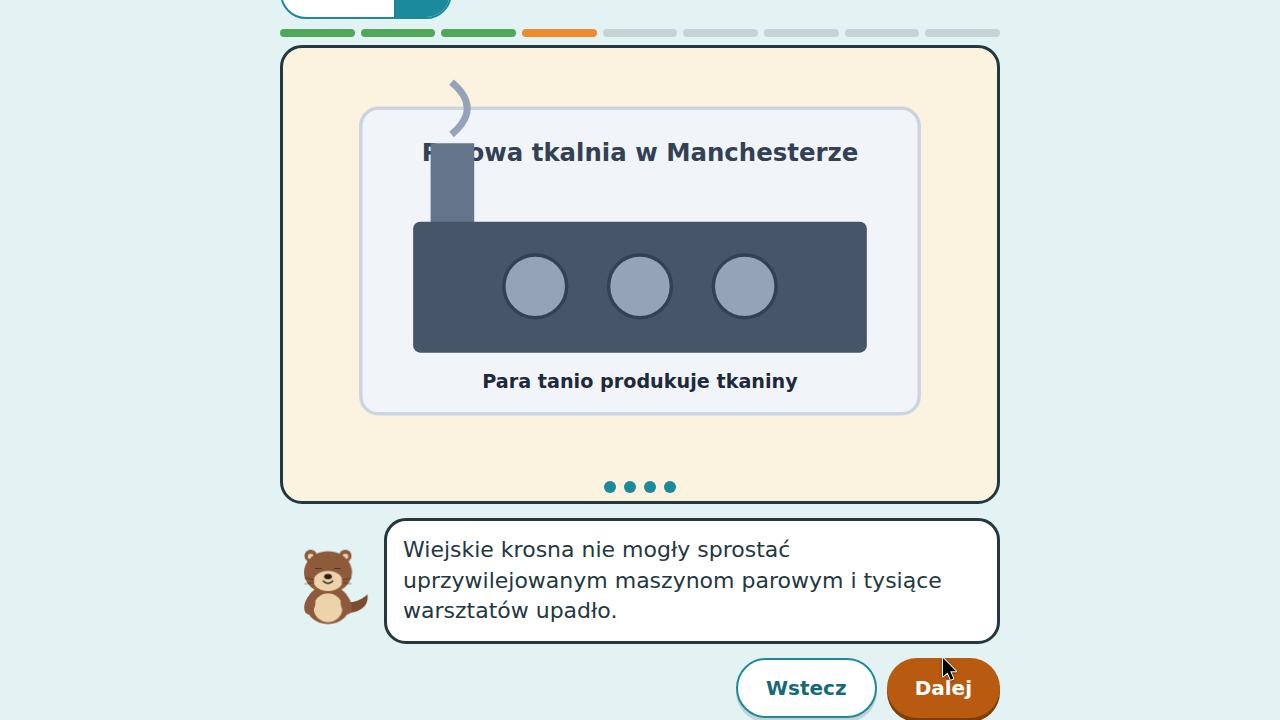 tkalnia w Manchesterze
Para tanio produkuje tkaniny
Wiejskie krosna nie mogły sprostać
uprzywilejowanym maszynom parowym i tysiące
warsztatów upadło.
Wstecz
Dalej